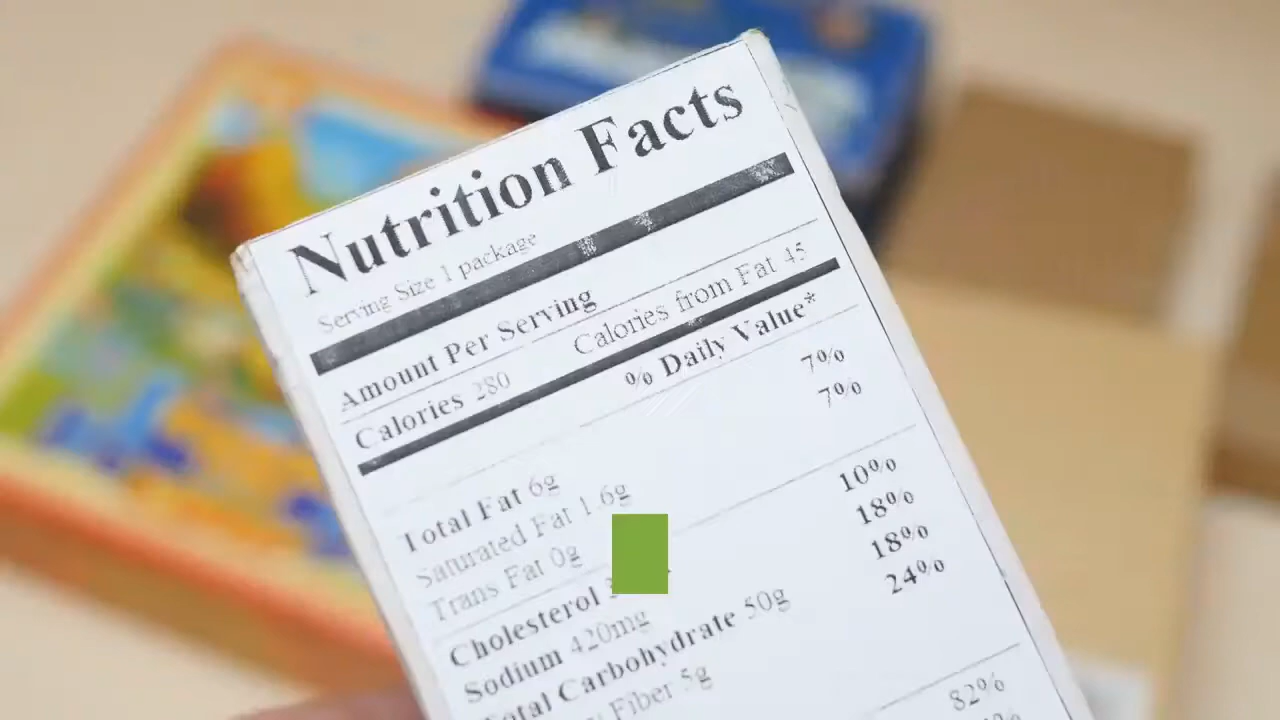 Nutrition Facts
Serving Size 1 package
Amount Per Serving
Calories 280 Calories from Fat 45
% Daily Value*
Total Fat 6g 7%
Saturated Fat 1.6g 7%
Trans Fat 0g
Cholesterol 10%
Sodium 420mg 18%
Total Carbohydrate 50g 18%
Fiber 5g 24%
82%